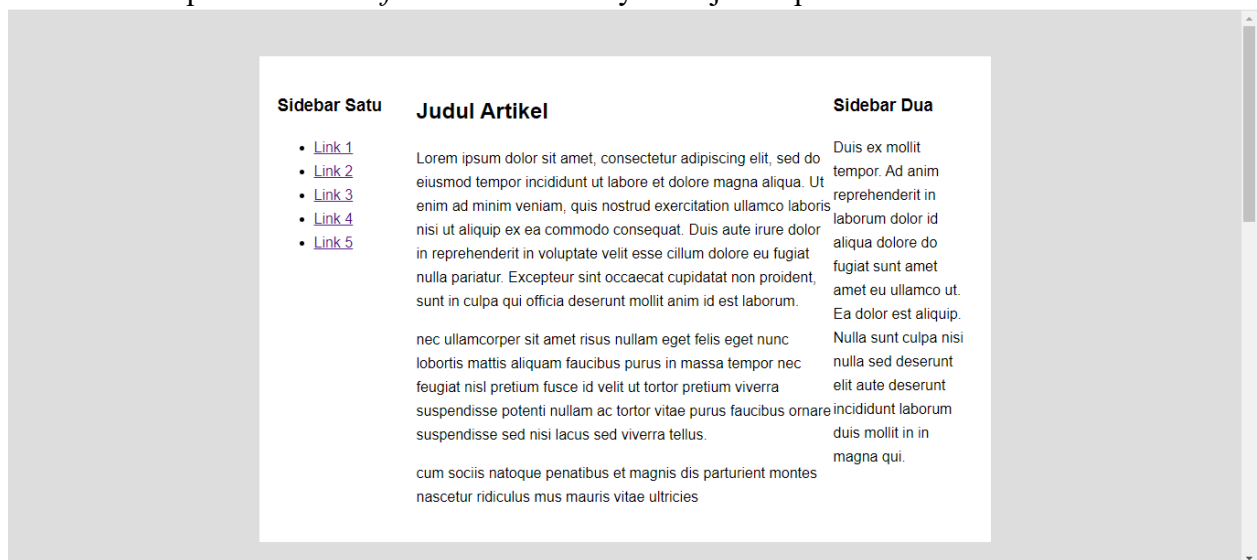 Sidebar Satu
Link 1
Link 2
Link 3
Link 4
Link 5
Judul Artikel
Lorem ipsum dolor sit amet, consectetur adipiscing elit, sed do
eiusmod tempor incididunt ut labore et dolore magna aliqua. Ut
enim ad minim veniam, quis nostrud exercitation ullamco laboris
nisi ut aliquip ex ea commodo consequat. Duis aute irure dolor
in reprehenderit in voluptate velit esse cillum dolore eu fugiat
nulla pariatur. Excepteur sint occaecat cupidatat non proident,
sunt in culpa qui officia deserunt mollit anim id est laborum.
nec ullamcorper sit amet risus nullam eget felis eget nunc
lobortis mattis aliquam faucibus purus in massa tempor nec
feugiat nisl pretium fusce id velit ut tortor pretium viverra
suspendisse potenti nullam ac tortor vitae purus faucibus ornare
suspendisse sed nisi lacus sed viverra tellus.
cum sociis natoque penatibus et magnis dis parturient montes
nascetur ridiculus mus mauris vitae ultricies
Sidebar Dua
Duis ex mollit
tempor. Ad anim
reprehenderit in
laborum dolor id
aliqua dolore do
fugiat sunt amet
amet eu ullamco ut.
Ea dolor est aliquip.
Nulla sunt culpa nisi
nulla sed deserunt
elit aute deserunt
incididunt laborum
duis mollit in in
magna qui.